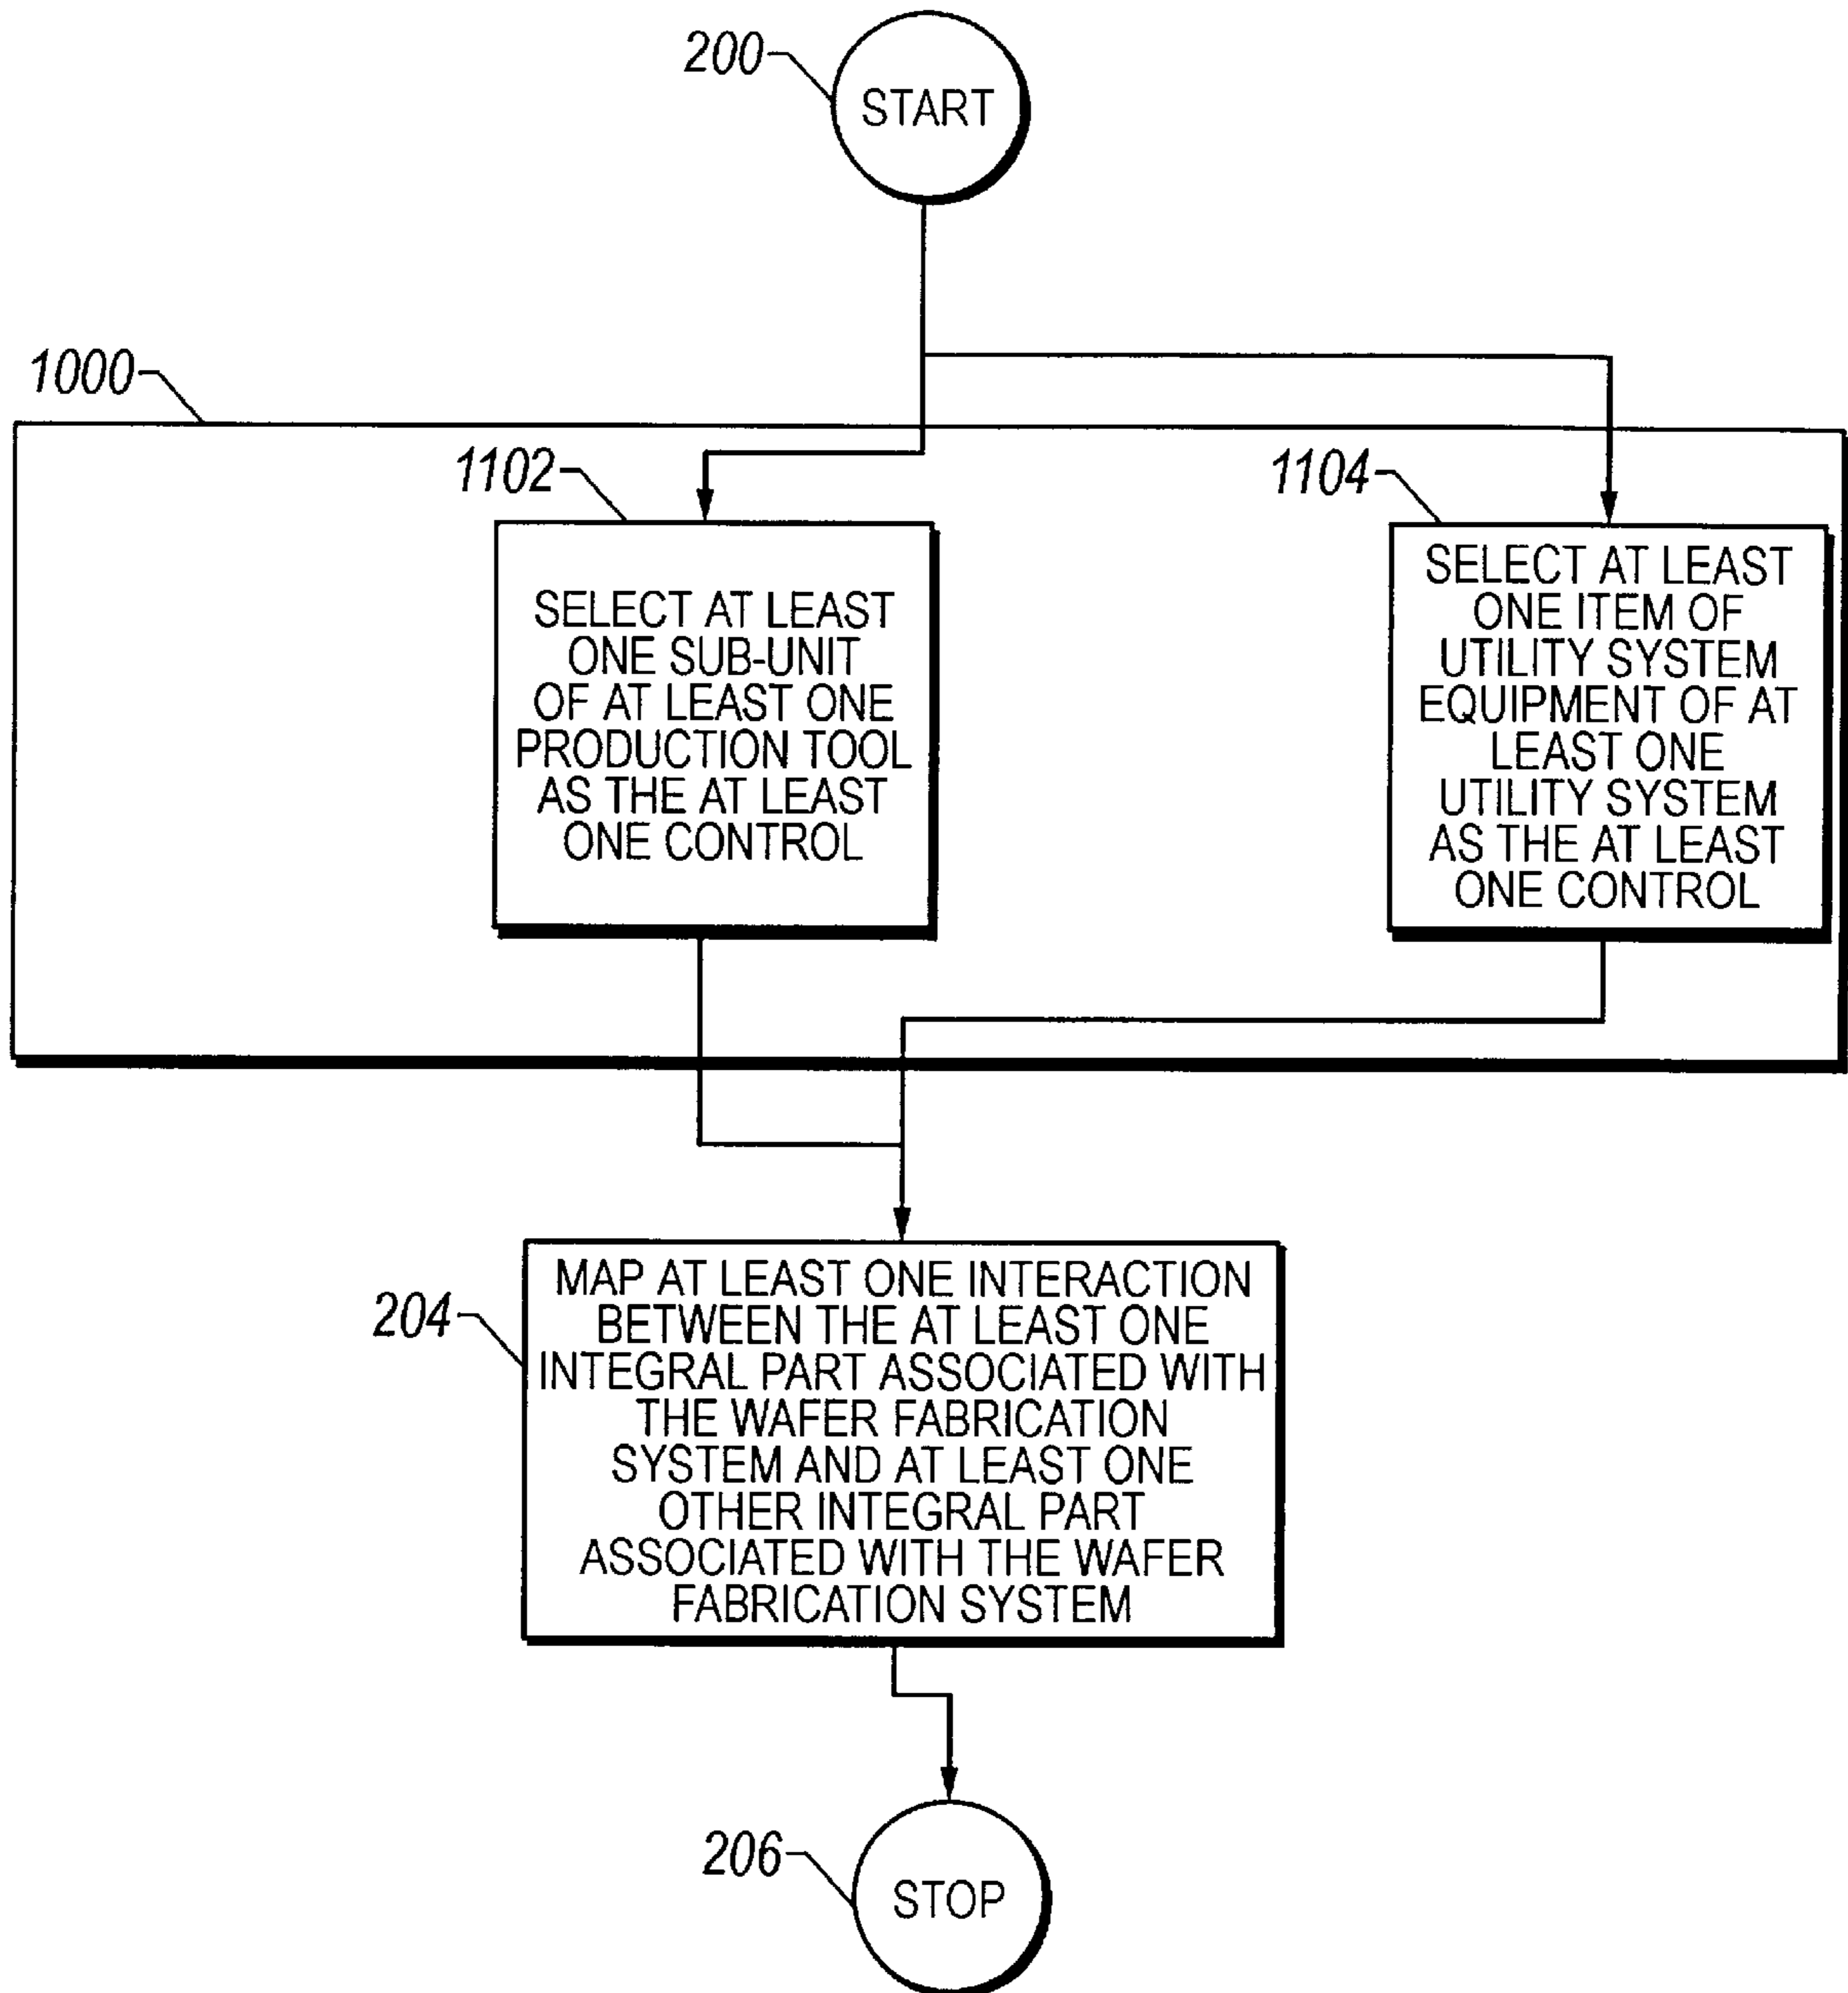 200
START
1000
1102
1104
SELECT AT LEAST
ONE SUB-UNIT
OF AT LEAST ONE
PRODUCTION TOOL
AS THE AT LEAST
ONE CONTROL
SELECT AT LEAST
ONE ITEM OF
UTILITY SYSTEM
EQUIPMENT OF AT
LEAST ONE
UTILITY SYSTEM
AS THE AT LEAST
ONE CONTROL
204
MAP AT LEAST ONE INTERACTION
BETWEEN THE AT LEAST ONE
INTEGRAL PART ASSOCIATED WITH
THE WAFER FABRICATION
SYSTEM AND AT LEAST ONE
OTHER INTEGRAL PART
ASSOCIATED WITH THE WAFER
FABRICATION SYSTEM
206
STOP